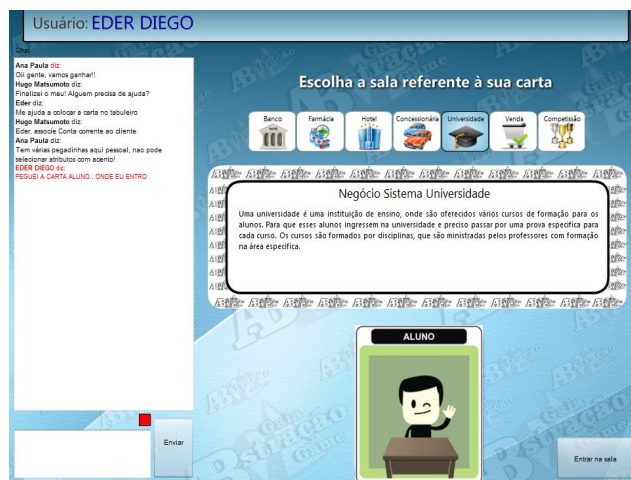 Usuário: EDER DIEGO
Chat
Ana Paula diz:
Oii gente, vamos ganhar!!
Hugo Matsumoto diz:
Finalizei o meu! Alguem precisa de ajuda?
Eder diz:
Me ajuda a colocar a carta no tabuleiro
Hugo Matsumoto diz:
Eder, associe Conta corrente ao cliente
Ana Paula diz:
Tem várias pegadinhas aqui pessoal, nao pode
selecionar atributos com acento!
EDER DIEGO diz:
PEGUEI A CARTA ALUNO...ONDE EU ENTRO
Enviar
Escolha a sala referente à sua carta
Banco
Farmácia
Hotel
Concessionária
Universidade
Venda
Competissão
Negócio Sistema Universidade
Uma universidade é uma instituição de ensino, onde são oferecidos vários cursos de formação para os
alunos. Para que esses alunos ingressem na universidade e preciso passar por uma prova especifica para
cada curso. Os cursos são formados por disciplinas, que são ministradas pelos professores com formação
na área especifica.
ALUNO
Entrar na sala